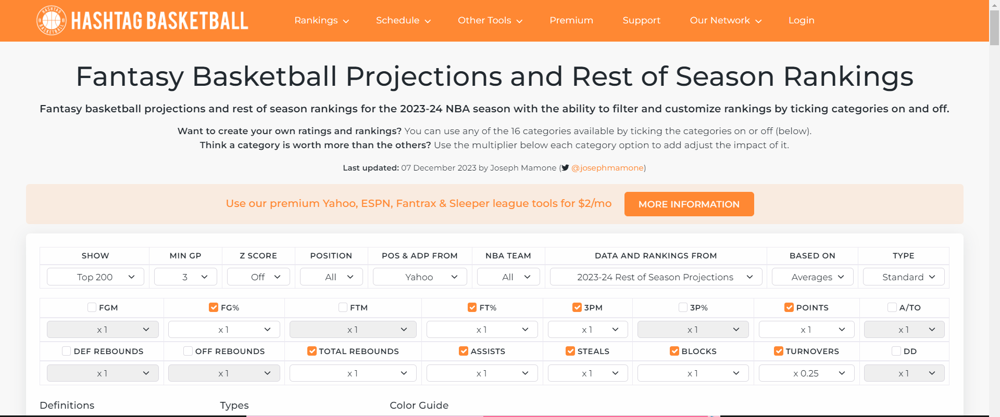 HASHTAG BASKETBALL
HASHTAG BASKETBALL Rankings Schedule Other Tools Premium Support Our Network Login
Fantasy Basketball Projections and Rest of Season Rankings
Fantasy basketball projections and rest of season rankings for the 2023-24 NBA season with the ability to filter and customize rankings by ticking categories on and off.
Want to create your own ratings and rankings? You can use any of the 16 categories available by ticking the categories on or off (below).
Think a category is worth more than the others? Use the multiplier below each category option to add adjust the impact of it.
Last updated: 07 December 2023 by Joseph Mamone ( @josephmamone)
Use our premium Yahoo, ESPN, Fantrax & Sleeper league tools for $2/mo MORE INFORMATION
SHOW MIN GP Z SCORE POSITION POS & ADP FROM NBA TEAM DATA AND RANKINGS FROM BASED ON TYPE
Top 200 3 Off All Yahoo All 2023-24 Rest of Season Projections Averages Standard
FGM FG% FTM FT% 3PM 3P% POINTS A/TO
x 1 x 1 x 1 x 1 x 1 x 1 x 1 x 1
DEF REBOUNDS OFF REBOUNDS TOTAL REBOUNDS ASSISTS STEALS BLOCKS TURNOVERS DD
x 1 x 1 x 1 x 1 x 1 x 1 x 0.25 x 1
Definitions Types Color Guide